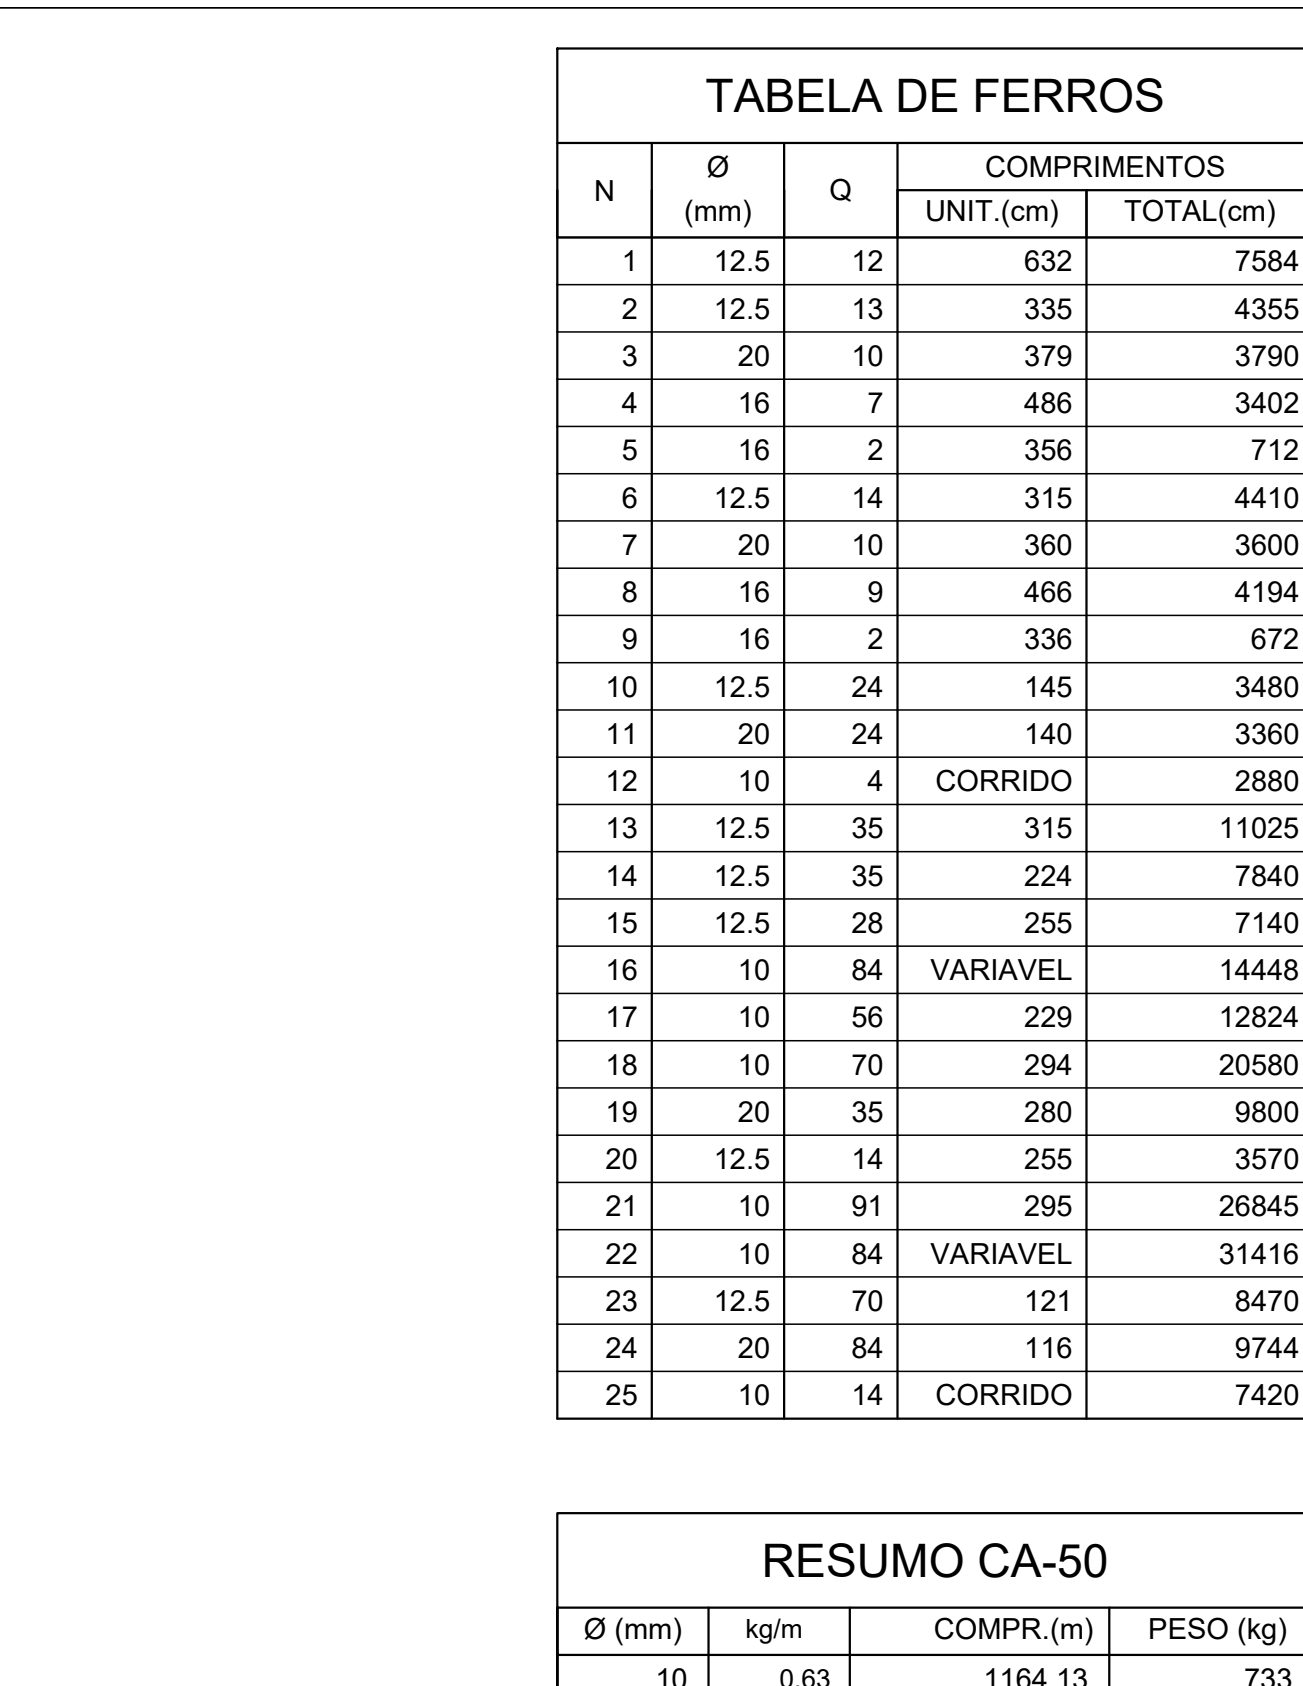 TABELA DE FERROS
N Ø (mm) Q COMPRIMENTOS
UNIT.(cm) TOTAL(cm)
1 12.5 12 632 7584
2 12.5 13 335 4355
3 20 10 379 3790
4 16 7 486 3402
5 16 2 356 712
6 12.5 14 315 4410
7 20 10 360 3600
8 16 9 466 4194
9 16 2 336 672
10 12.5 24 145 3480
11 20 24 140 3360
12 10 4 CORRIDO 2880
13 12.5 35 315 11025
14 12.5 35 224 7840
15 12.5 28 255 7140
16 10 84 VARIAVEL 14448
17 10 56 229 12824
18 10 70 294 20580
19 20 35 280 9800
20 12.5 14 255 3570
21 10 91 295 26845
22 10 84 VARIAVEL 31416
23 12.5 70 121 8470
24 20 84 116 9744
25 10 14 CORRIDO 7420
RESUMO CA-50
Ø (mm) kg/m COMPR.(m) PESO (kg)
10 0.63 1164.13 733